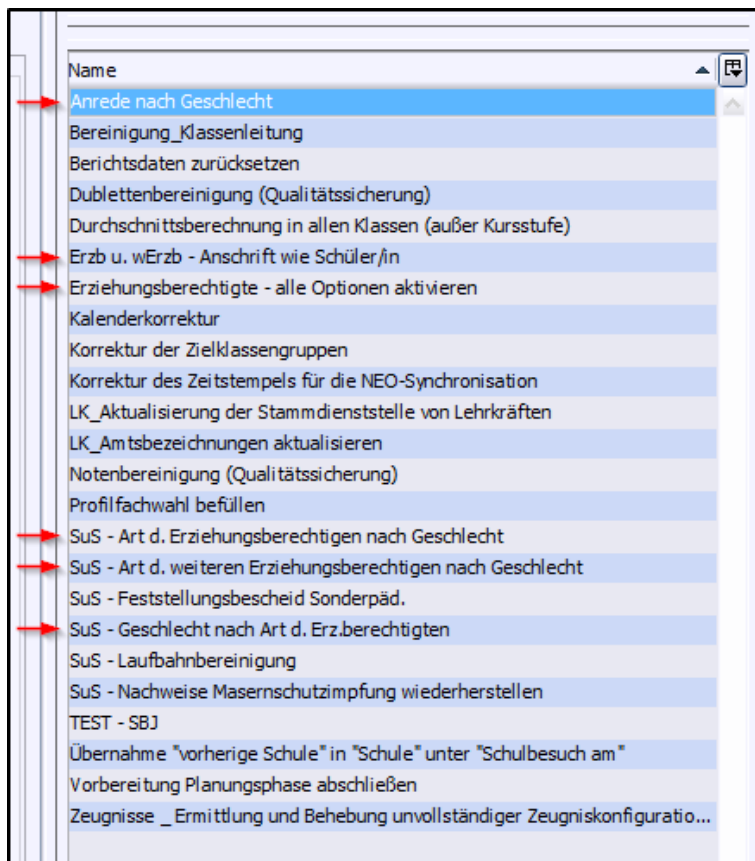 Name
Anrede nach Geschlecht
Bereinigung_Klassenleitung
Berichtsdaten zurücksetzen
Dublettenbereinigung (Qualitätssicherung)
Durchschnittsberechnung in allen Klassen (außer Kursstufe)
Erzb u. wErzb - Anschrift wie Schüler/in
Erziehungsberechtigte - alle Optionen aktivieren
Kalenderkorrektur
Korrektur der Zielklassengruppen
Korrektur des Zeitstempels für die NEO-Synchronisation
LK_Aktualisierung der Stammdienststelle von Lehrkräften
LK_Amtsbezeichnungen aktualisieren
Notenbereinigung (Qualitätssicherung)
Profilfachwahl befüllen
SuS - Art d. Erziehungsberechtigen nach Geschlecht
SuS - Art d. weiteren Erziehungsberechtigen nach Geschlecht
SuS - Feststellungsbescheid Sonderpäd.
SuS - Geschlecht nach Art d. Erz.berechtigten
SuS - Laufbahnbereinigung
SuS - Nachweise Masernschutzimpfung wiederherstellen
TEST - SBJ
Übernahme "vorherige Schule" in "Schule" unter "Schulbesuch am"
Vorbereitung Planungsphase abschließen
Zeugnisse _ Ermittlung und Behebung unvollständiger Zeugniskonfiguratio...